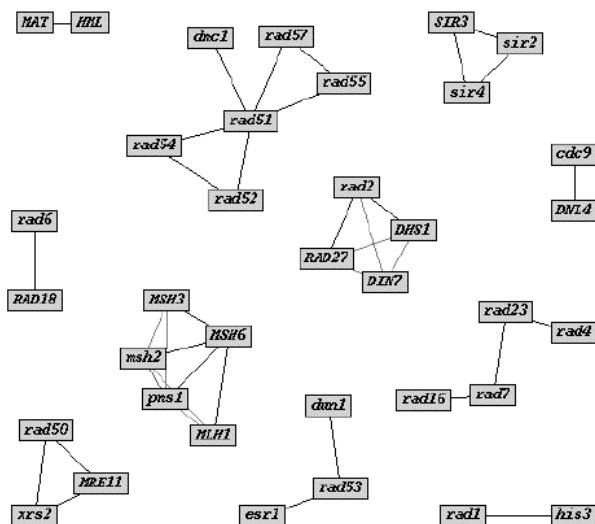 MAT
HML
dmc1
rad57
SIR3
sir2
rad55
sir4
rad51
rad54
cdc9
rad52
rad2
DNL4
rad6
DHS1
RAD27
DIN7
RAD18
MSH3
rad23
MSH6
rad4
msh2
pms1
rad16
rad7
dun1
rad50
MLH1
MRE11
rad53
xrs2
esr1
rad1
his3